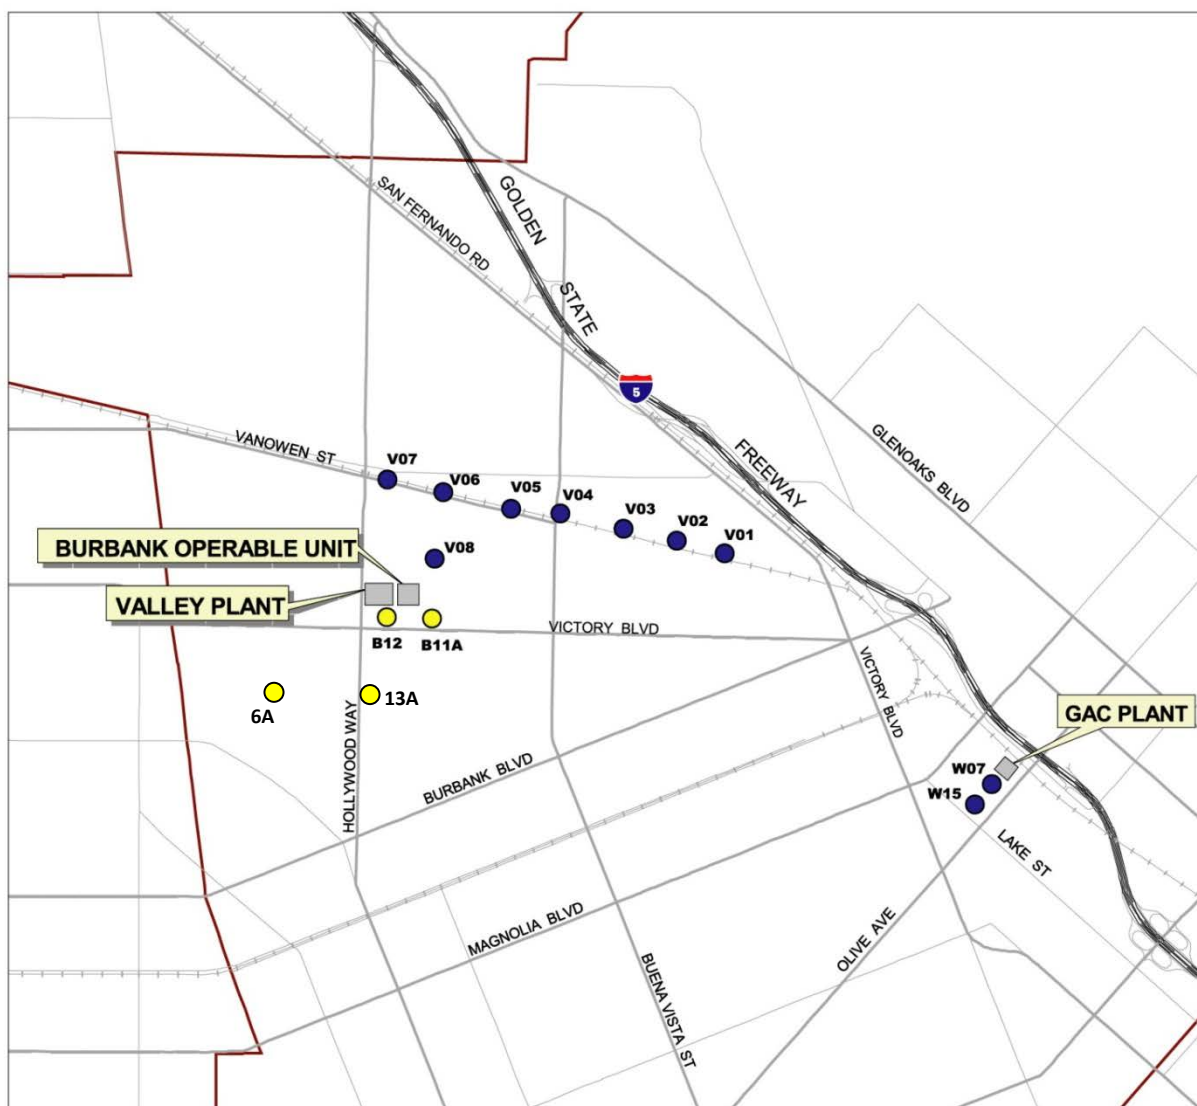 GOLDEN
SAN FERNANDO RD
STATE
5
FREEWAY
GLENOAKS BLVD
VANOWEN ST
V07
V06
V05
V04
V03
V02
V01
BURBANK OPERABLE UNIT
V08
VALLEY PLANT
B12
B11A
VICTORY BLVD
VICTORY BLVD
6A
13A
HOLLYWOOD WAY
GAC PLANT
BURBANK BLVD
W07
W15
LAKE ST
MAGNOLIA BLVD
OLIVE AVE
BUENA VISTA ST